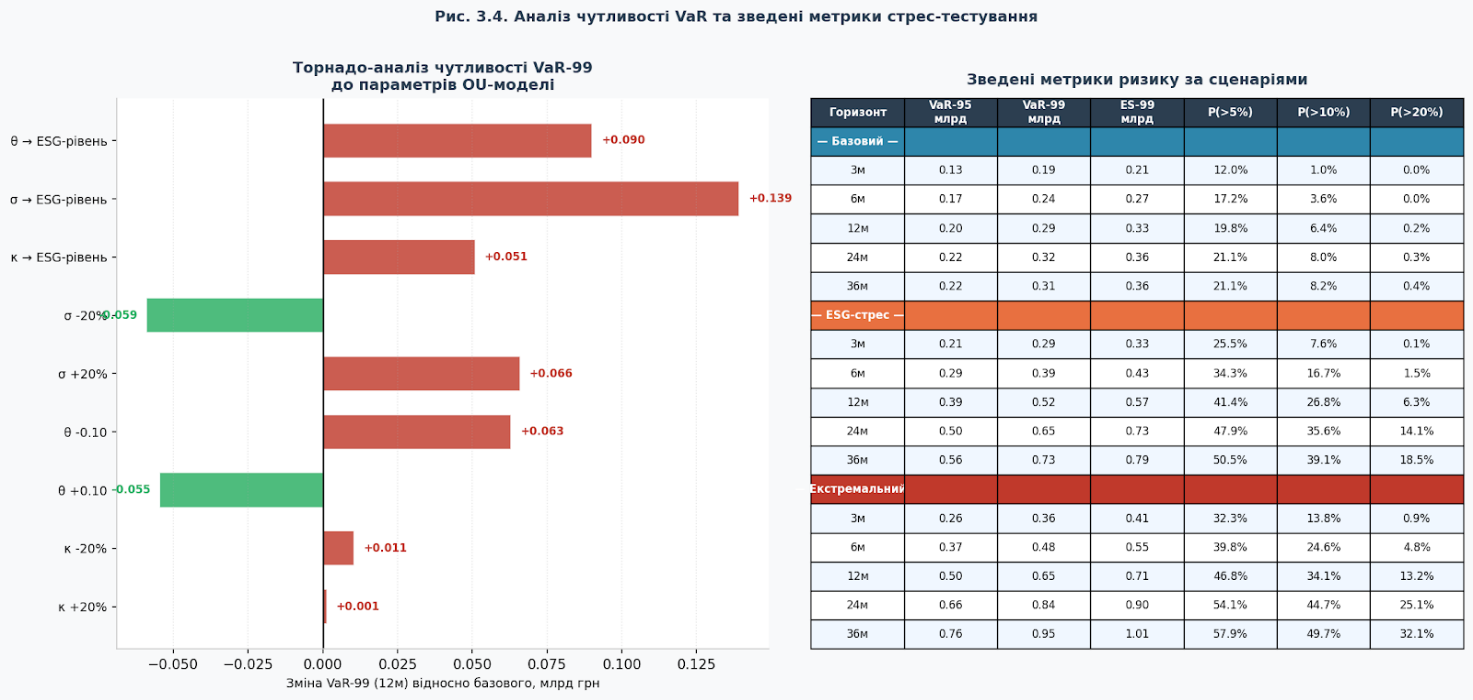 Рис. 3.4. Аналіз чутливості VaR та зведені метрики стрес-тестування
Торнадо-аналіз чутливості VaR-99
до параметрів OU-моделі
θ → ESG-рівень
+0.090
σ → ESG-рівень
+0.139
κ → ESG-рівень
+0.051
σ -20%
-0.059
σ +20%
+0.066
θ -0.10
+0.063
θ +0.10
-0.055
κ -20%
+0.011
κ +20%
+0.001
−0.050 −0.025 0.000 0.025 0.050 0.075 0.100 0.125
Зміна VaR-99 (12м) відносно базового, млрд грн
Зведені метрики ризику за сценаріями
Горизонт VaR-95 млрд VaR-99 млрд ES-99 млрд P(>5%) P(>10%) P(>20%)
— Базовий —
3м 0.13 0.19 0.21 12.0% 1.0% 0.0%
6м 0.17 0.24 0.27 17.2% 3.6% 0.0%
12м 0.20 0.29 0.33 19.8% 6.4% 0.2%
24м 0.22 0.32 0.36 21.1% 8.0% 0.3%
36м 0.22 0.31 0.36 21.1% 8.2% 0.4%
— ESG-стрес —
3м 0.21 0.29 0.33 25.5% 7.6% 0.1%
6м 0.29 0.39 0.43 34.3% 16.7% 1.5%
12м 0.39 0.52 0.57 41.4% 26.8% 6.3%
24м 0.50 0.65 0.73 47.9% 35.6% 14.1%
36м 0.56 0.73 0.79 50.5% 39.1% 18.5%
Екстремальний
3м 0.26 0.36 0.41 32.3% 13.8% 0.9%
6м 0.37 0.48 0.55 39.8% 24.6% 4.8%
12м 0.50 0.65 0.71 46.8% 34.1% 13.2%
24м 0.66 0.84 0.90 54.1% 44.7% 25.1%
36м 0.76 0.95 1.01 57.9% 49.7% 32.1%